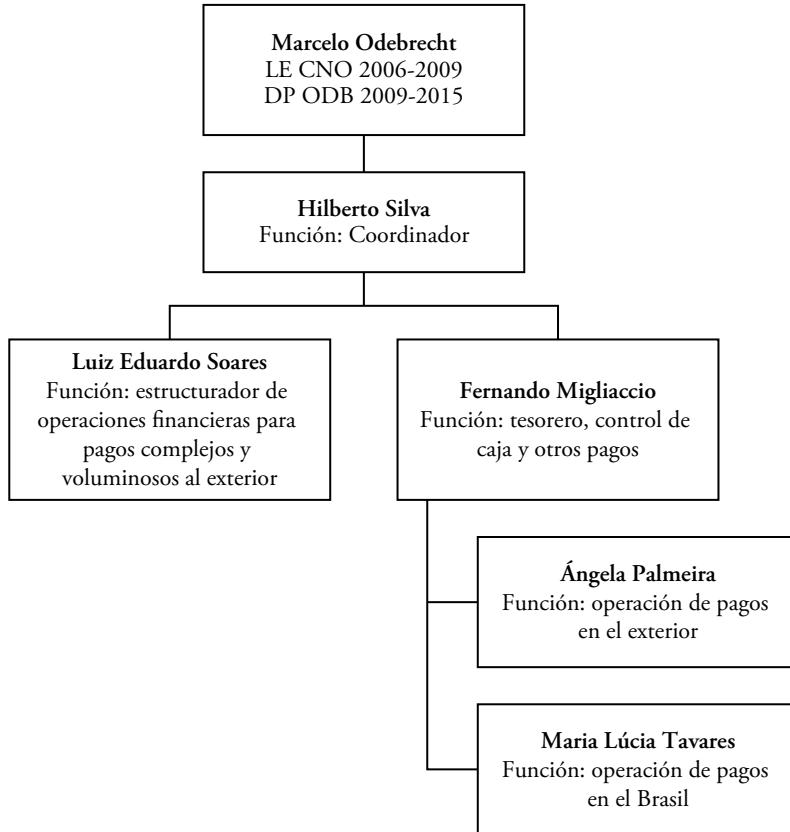 Marcelo Odebrecht
LE CNO 2006-2009
DP ODB 2009-2015
Hilberto Silva
Función: Coordinador
Luiz Eduardo Soares
Función: estructurador de
operaciones financieras para
pagos complejos y
voluminosos al exterior
Fernando Migliaccio
Función: tesorero, control de
caja y otros pagos
Ángela Palmeira
Función: operación de pagos
en el exterior
Maria Lúcia Tavares
Función: operación de pagos
en el Brasil